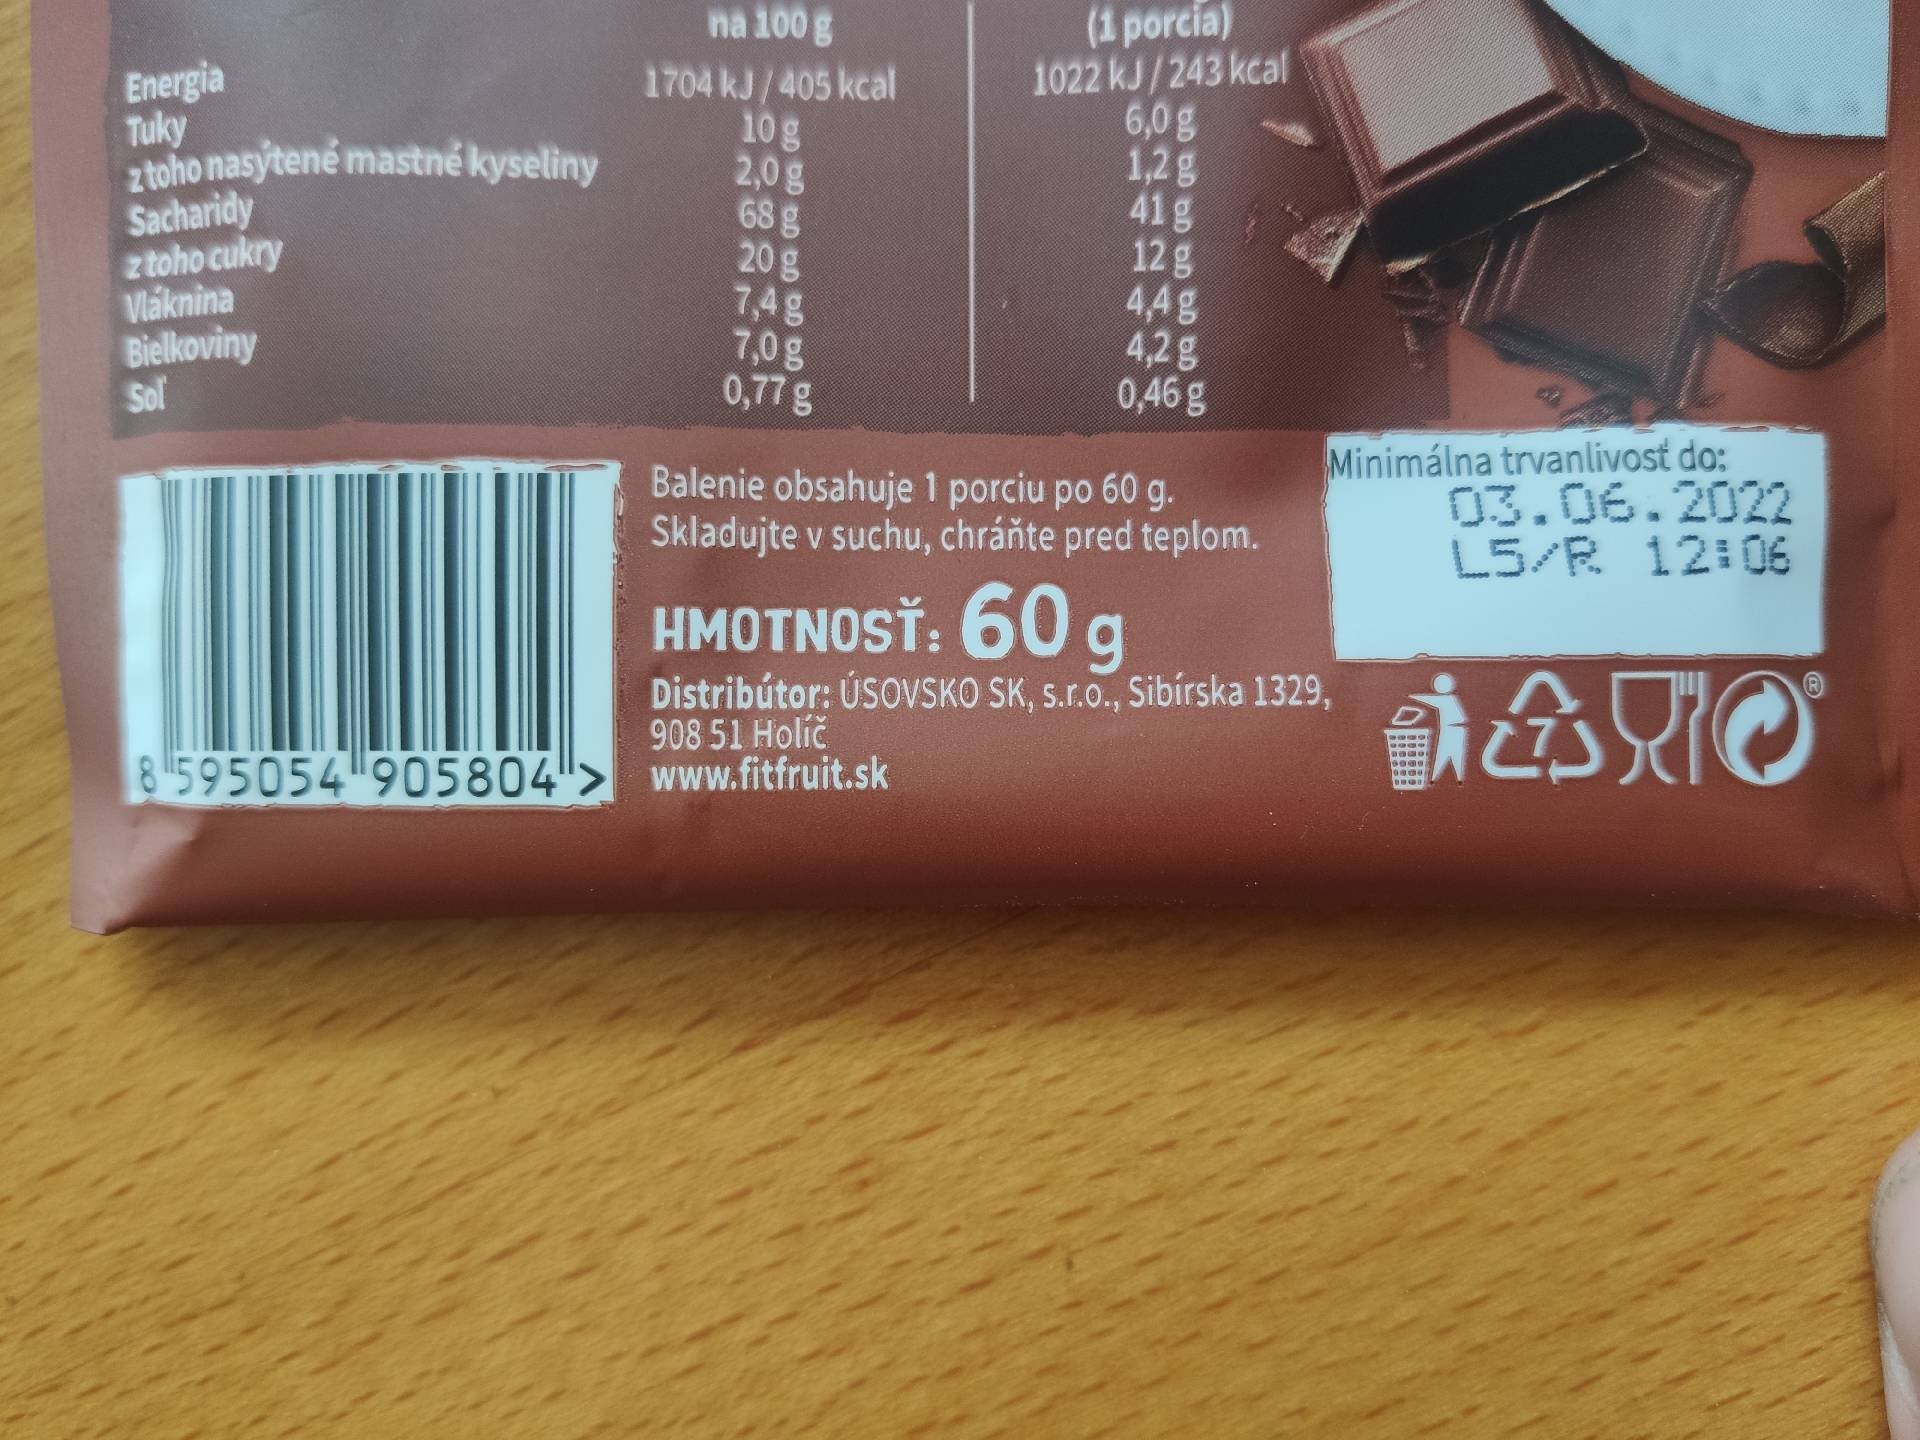 na 100 g
(1 porcia)
Energia 1704 kJ / 405 kcal 1022 kJ / 243 kcal
Tuky 10 g 6,0 g
z toho nasýtené mastné kyseliny 2,0 g 1,2 g
Sacharidy 68 g 41 g
z toho cukry 20 g 12 g
Vláknina 7,4 g 4,4 g
Bielkoviny 7,0 g 4,2 g
Soľ 0,77 g 0,46 g
Balenie obsahuje 1 porciu po 60 g.
Skladujte v suchu, chráňte pred teplom.
HMOTNOSŤ: 60 g
Distribútor: ÚSOVSKO SK, s.r.o., Sibírska 1329,
908 51 Holíč
www.fitfruit.sk
8 595054 905804 >
Minimálna trvanlivosť do:
03.06.2022
L5/R 12:06
7
®